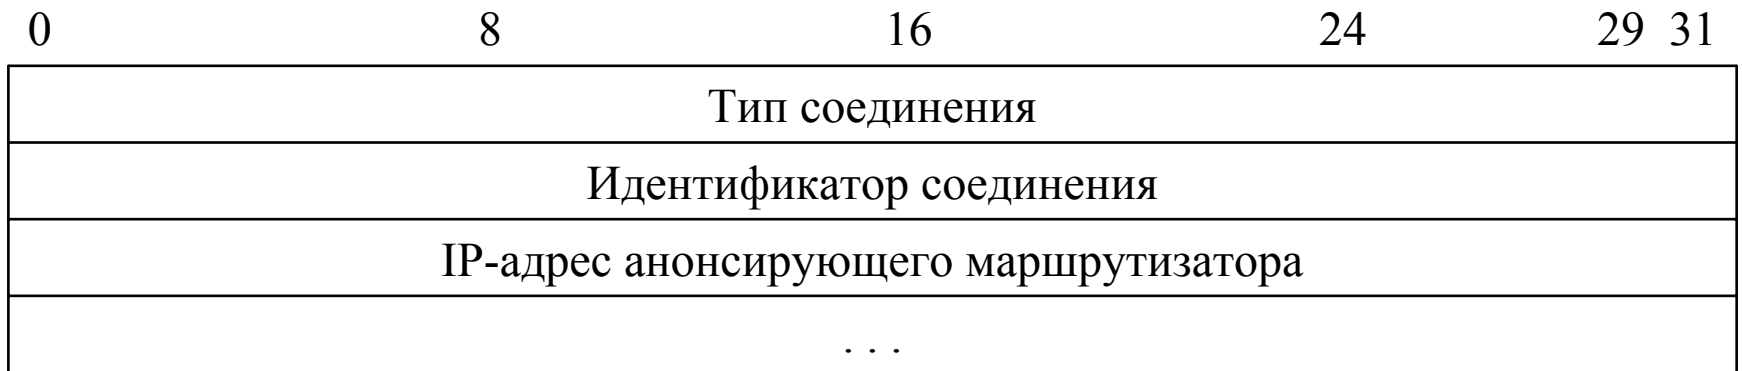 0 8 16 24 29 31
Тип соединения
Идентификатор соединения
IP-адрес анонсирующего маршрутизатора
. . .